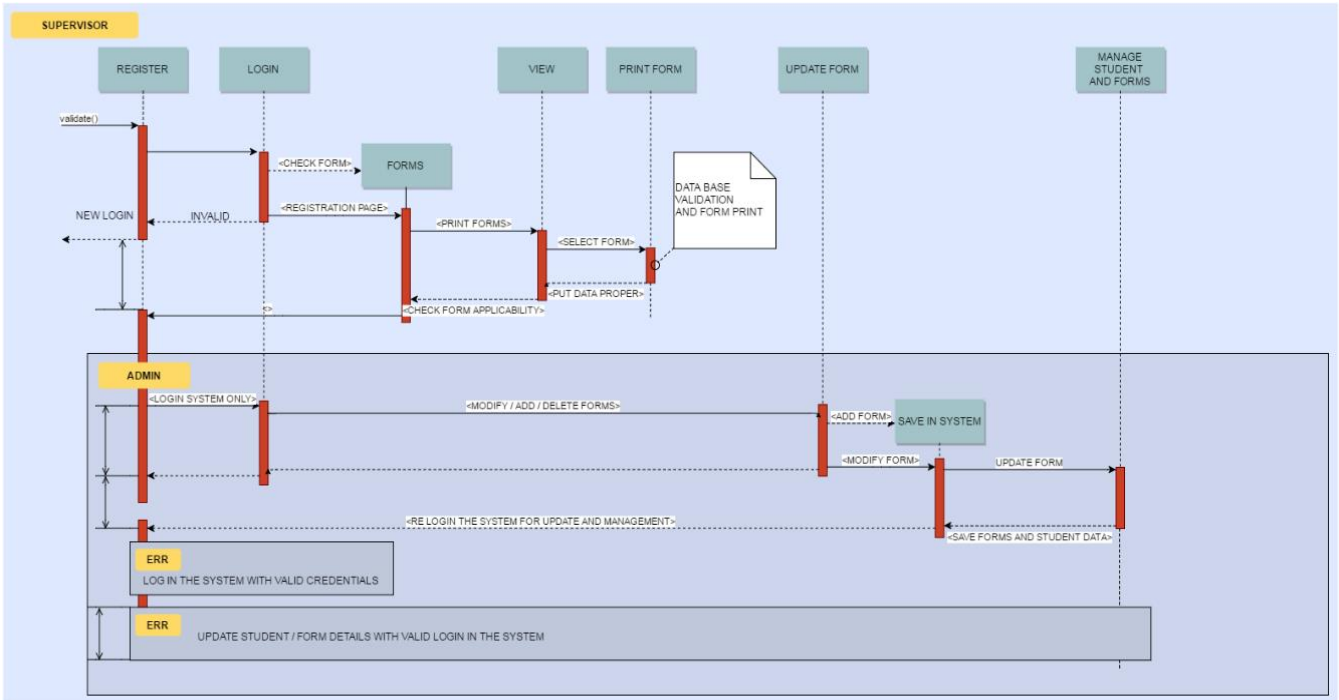 SUPERVISOR
REGISTER
LOGIN
VIEW
PRINT FORM
UPDATE FORM
MANAGE
STUDENT
AND FORMS
validate()
<CHECK FORM>
FORMS
DATA BASE
VALIDATION
AND FORM PRINT
NEW LOGIN
INVALID
<REGISTRATION PAGE>
<PRINT FORMS>
<SELECT FORM>
<PUT DATA PROPER>
<>
<CHECK FORM APPLICABILITY>
ADMIN
<LOGIN SYSTEM ONLY>
<MODIFY / ADD / DELETE FORMS>
<ADD FORM>
SAVE IN SYSTEM
<MODIFY FORM>
UPDATE FORM
<RE LOGIN THE SYSTEM FOR UPDATE AND MANAGEMENT>
<SAVE FORMS AND STUDENT DATA>
ERR
LOG IN THE SYSTEM WITH VALID CREDENTIALS
ERR
UPDATE STUDENT / FORM DETAILS WITH VALID LOGIN IN THE SYSTEM